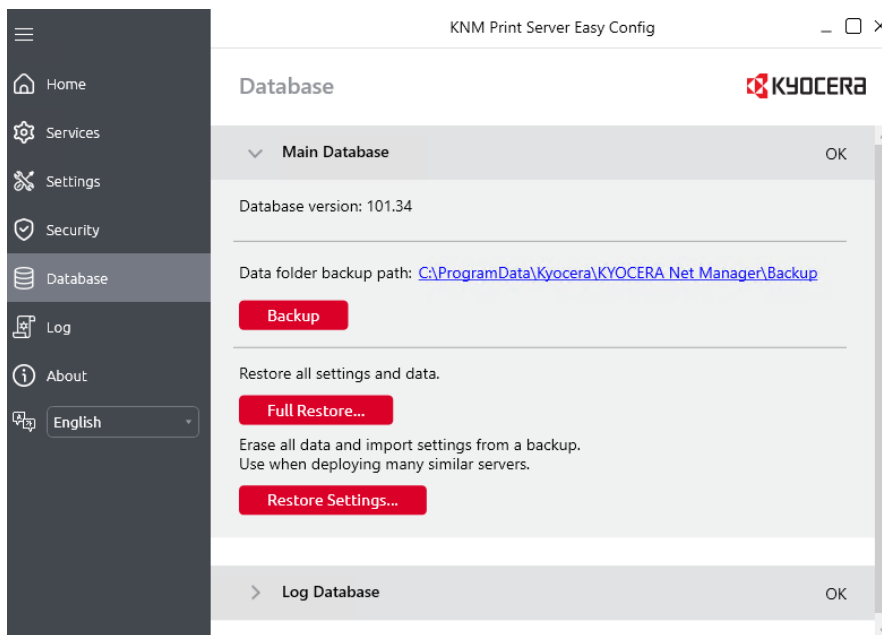 KNM Print Server Easy Config
Home
Services
Settings
Security
Database
Log
About
English
Database
KYOCERA
Main Database
OK
Database version: 101.34
Data folder backup path: C:\ProgramData\Kyocera\KYOCERA Net Manager\Backup
Backup
Restore all settings and data.
Full Restore...
Erase all data and import settings from a backup.
Use when deploying many similar servers.
Restore Settings...
Log Database
OK